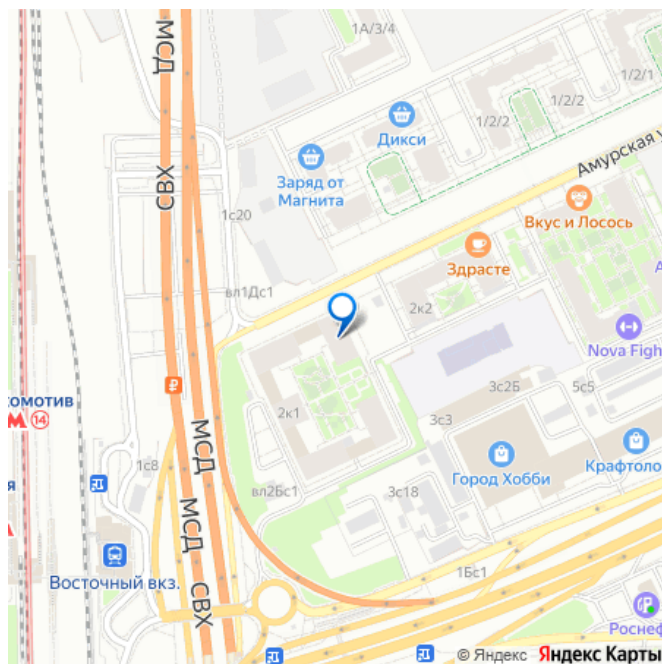 МСД
1А/3/4
1/2/1
1/2/2
1/2/2
Дикси
Амурская у
Заряд от
Магнита
СВХ
1с20
Вкус и Лосось
Здрасте
вл1Дс1
2к2
Nova Figh
комотив
14
3с2Б
5с5
2к1
3с3
МСД
Город Хобби
Крафтоло
1с8
вл2Бс1
3с18
МСД
Восточный вкз.
1Бс1
СВХ
Роснеф
© Яндекс Яндекс Карты